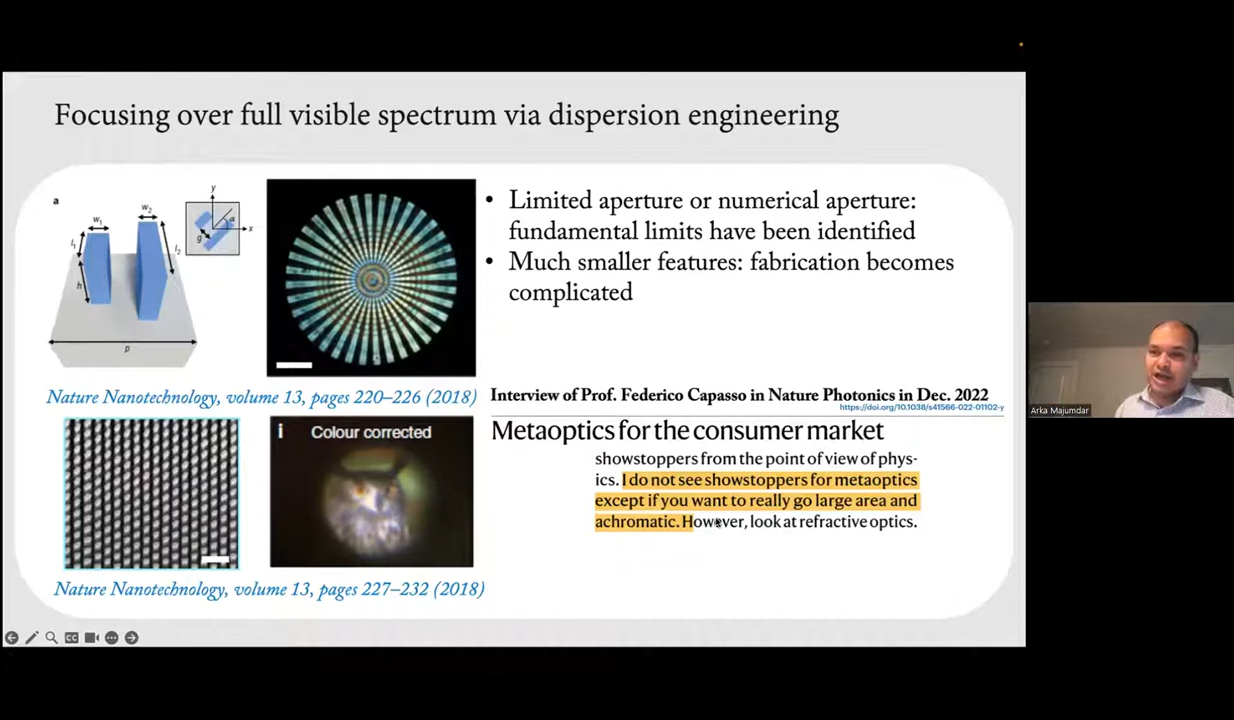 Focusing over full visible spectrum via dispersion engineering
a
w1
w2
l1
l2
h
p
y
x
α
g
• Limited aperture or numerical aperture:
fundamental limits have been identified
• Much smaller features: fabrication becomes
complicated
Nature Nanotechnology, volume 13, pages 220–226 (2018)
Interview of Prof. Federico Capasso in Nature Photonics in Dec. 2022
https://doi.org/10.1038/s41566-022-01102-y
Metaoptics for the consumer market
showstoppers from the point of view of phys-
ics. I do not see showstoppers for metaoptics
except if you want to really go large area and
achromatic. However, look at refractive optics.
i Colour corrected
Nature Nanotechnology, volume 13, pages 227–232 (2018)
CC
Arka Majumdar